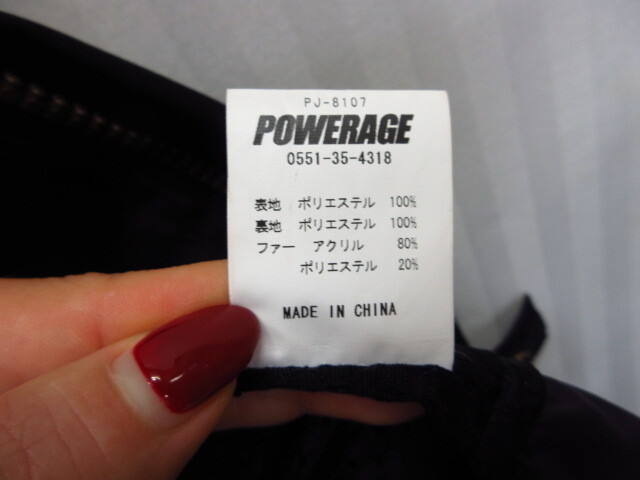 PJ-8107
POWERAGE
0551-35-4318
表地 ポリエステル 100%
裏地 ポリエステル 100%
ファー アクリル 80%
ポリエステル 20%
MADE IN CHINA